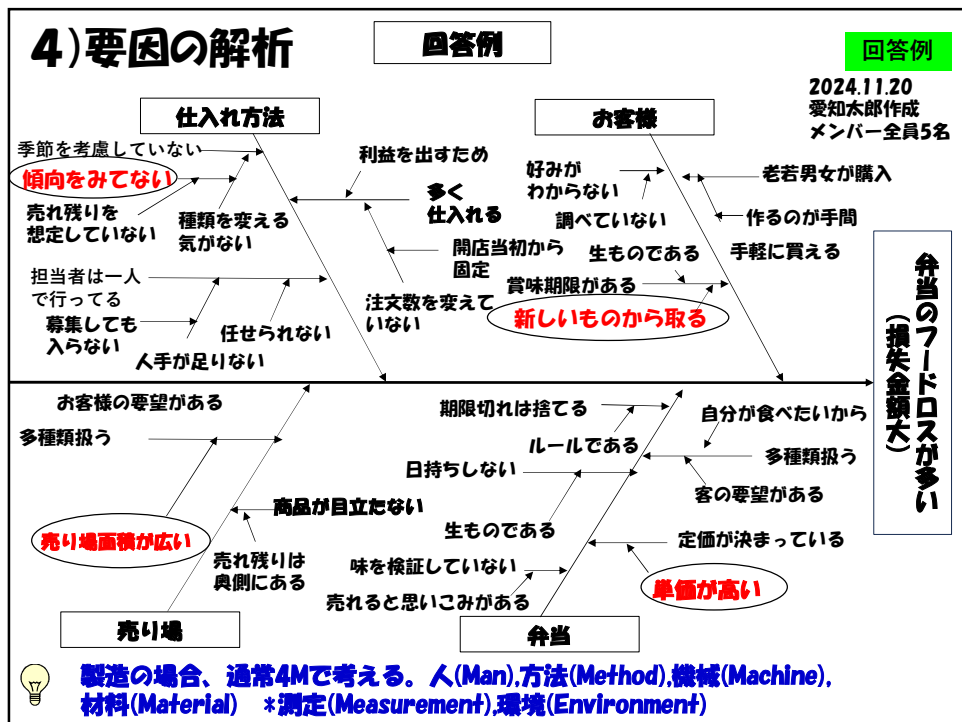 4)要因の解析
回答例
回答例
2024.11.20
愛知太郎作成
メンバー全員5名
仕入れ方法
季節を考慮していない
傾向をみてない
売れ残りを
想定していない
種類を変える
気がない
利益を出すため
多く
仕入れる
開店当初から
固定
注文数を変えて
いない
担当者は一人
で行ってる
募集しても
入らない
任せられない
人手が足りない
お客様
好みが
わからない
調べていない
老若男女が購入
作るのが手間
手軽に買える
生ものである
賞味期限がある
新しいものから取る
弁当のフードロスが多い
(損失金額大)
お客様の要望がある
多種類扱う
売り場面積が広い
商品が目立たない
売れ残りは
奥側にある
売り場
期限切れは捨てる
ルールである
自分が食べたいから
多種類扱う
客の要望がある
日持ちしない
生ものである
定価が決まっている
単価が高い
味を検証していない
売れると思いこみがある
弁当
製造の場合、通常4Mで考える。人(Man),方法(Method),機械(Machine),
材料(Material) *測定(Measurement),環境(Environment)